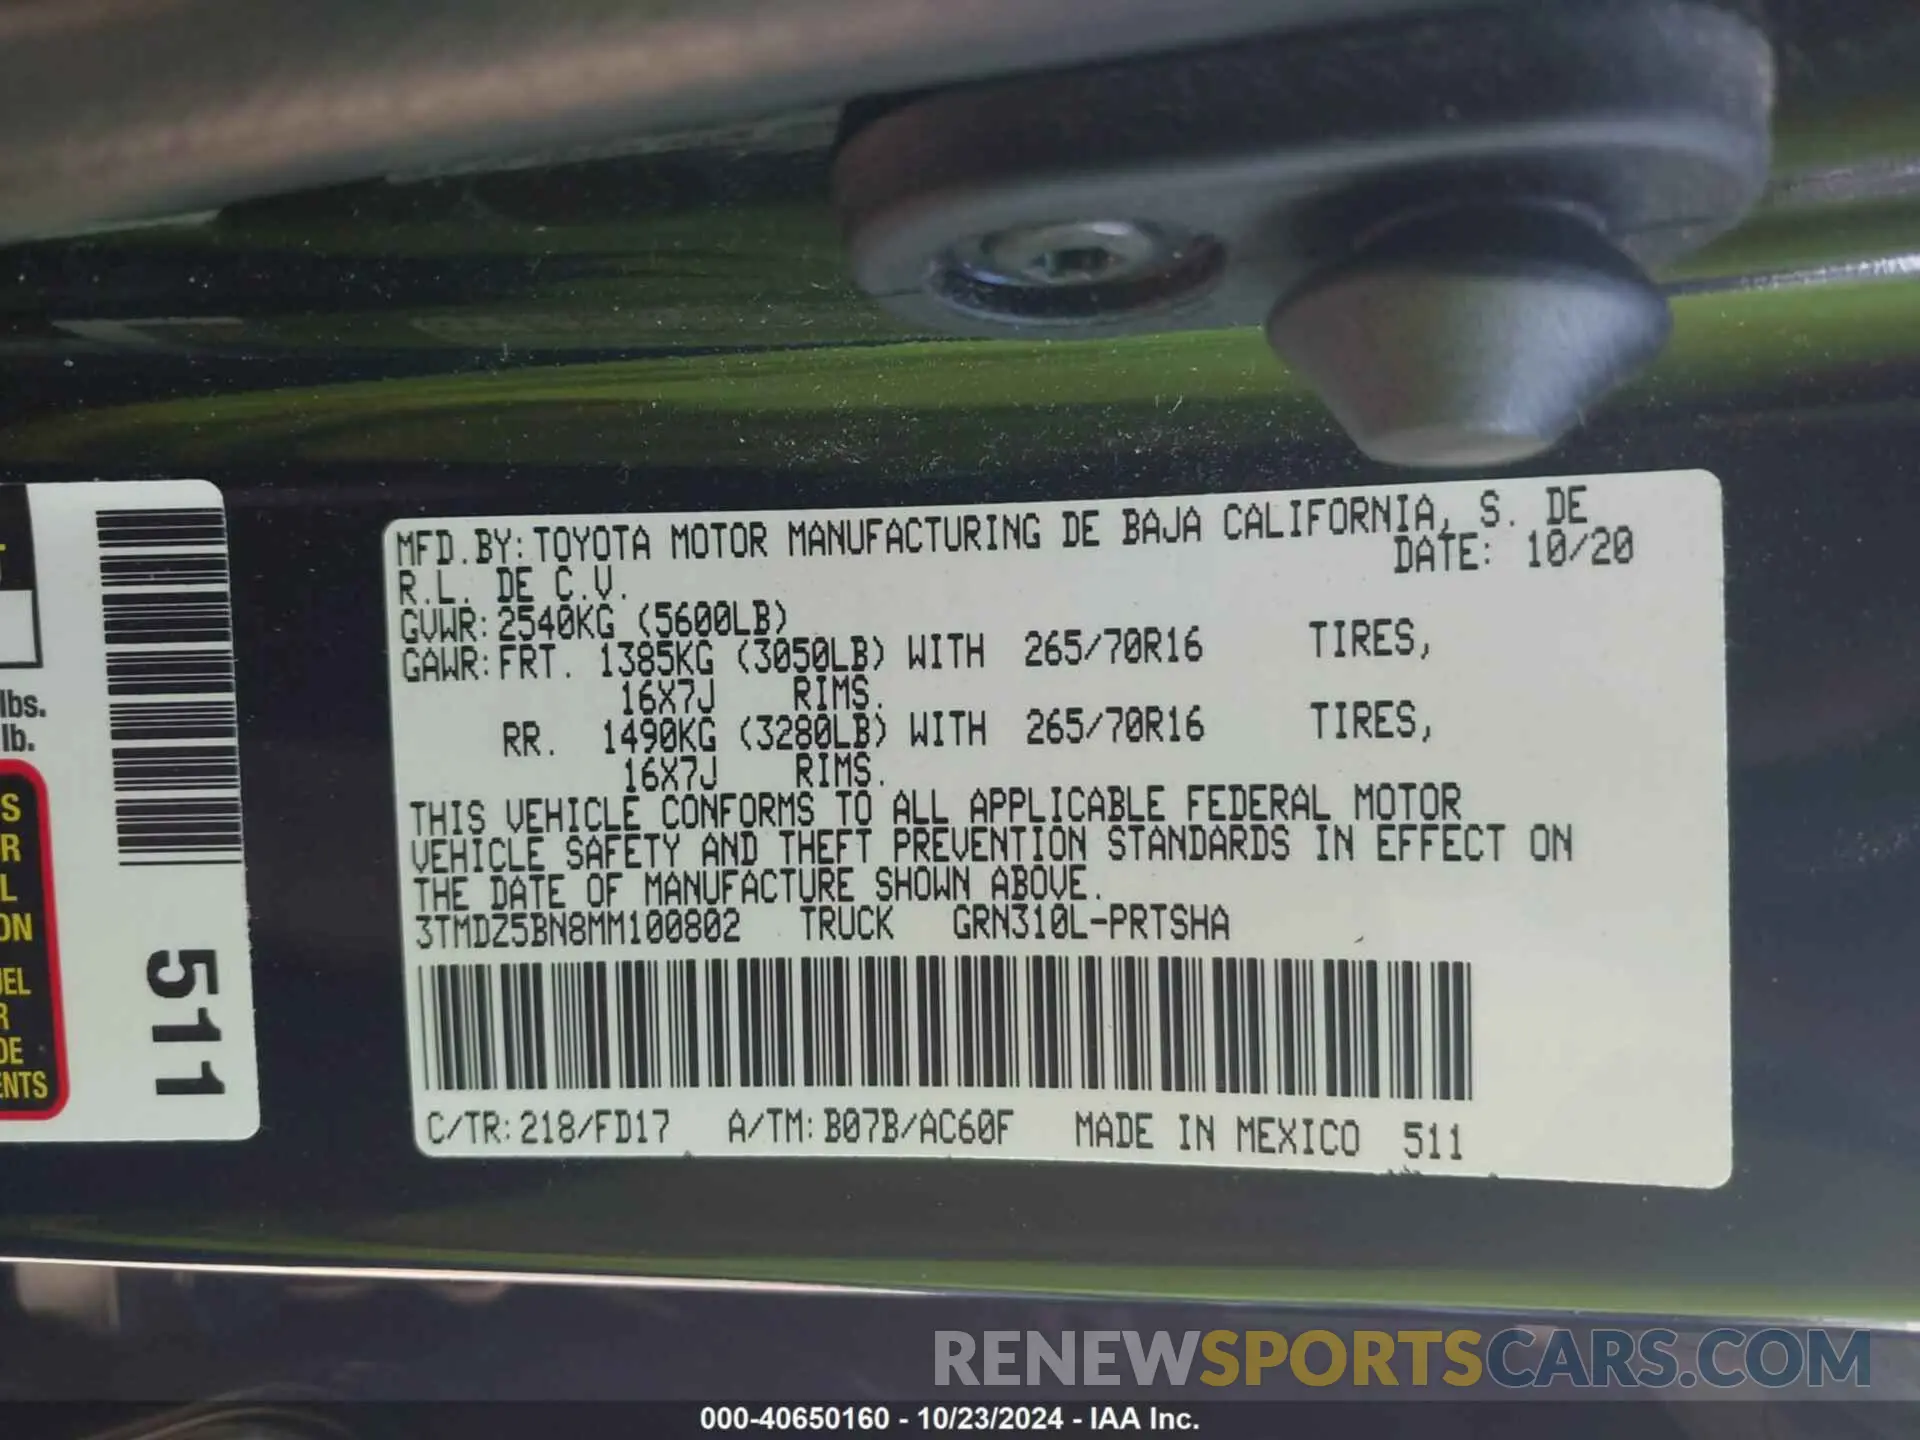 MFD.BY:TOYOTA MOTOR MANUFACTURING DE BAJA CALIFORNIA, S. DE
R.L. DE C.V. DATE: 10/20
GVWR:2540KG (5600LB)
GAWR:FRT. 1385KG (3050LB) WITH 265/70R16 TIRES,
16X7J RIMS.
RR. 1490KG (3280LB) WITH 265/70R16 TIRES,
16X7J RIMS.
THIS VEHICLE CONFORMS TO ALL APPLICABLE FEDERAL MOTOR
VEHICLE SAFETY AND THEFT PREVENTION STANDARDS IN EFFECT ON
THE DATE OF MANUFACTURE SHOWN ABOVE.
3TMDZ5BN8MM100802 TRUCK GRN310L-PRTSHA
C/TR:218/FD17 A/TM:B07B/AC60F MADE IN MEXICO 511
lbs.
lb.
511
RENEWSPORTSCARS.COM
000-40650160 - 10/23/2024 - IAA Inc.